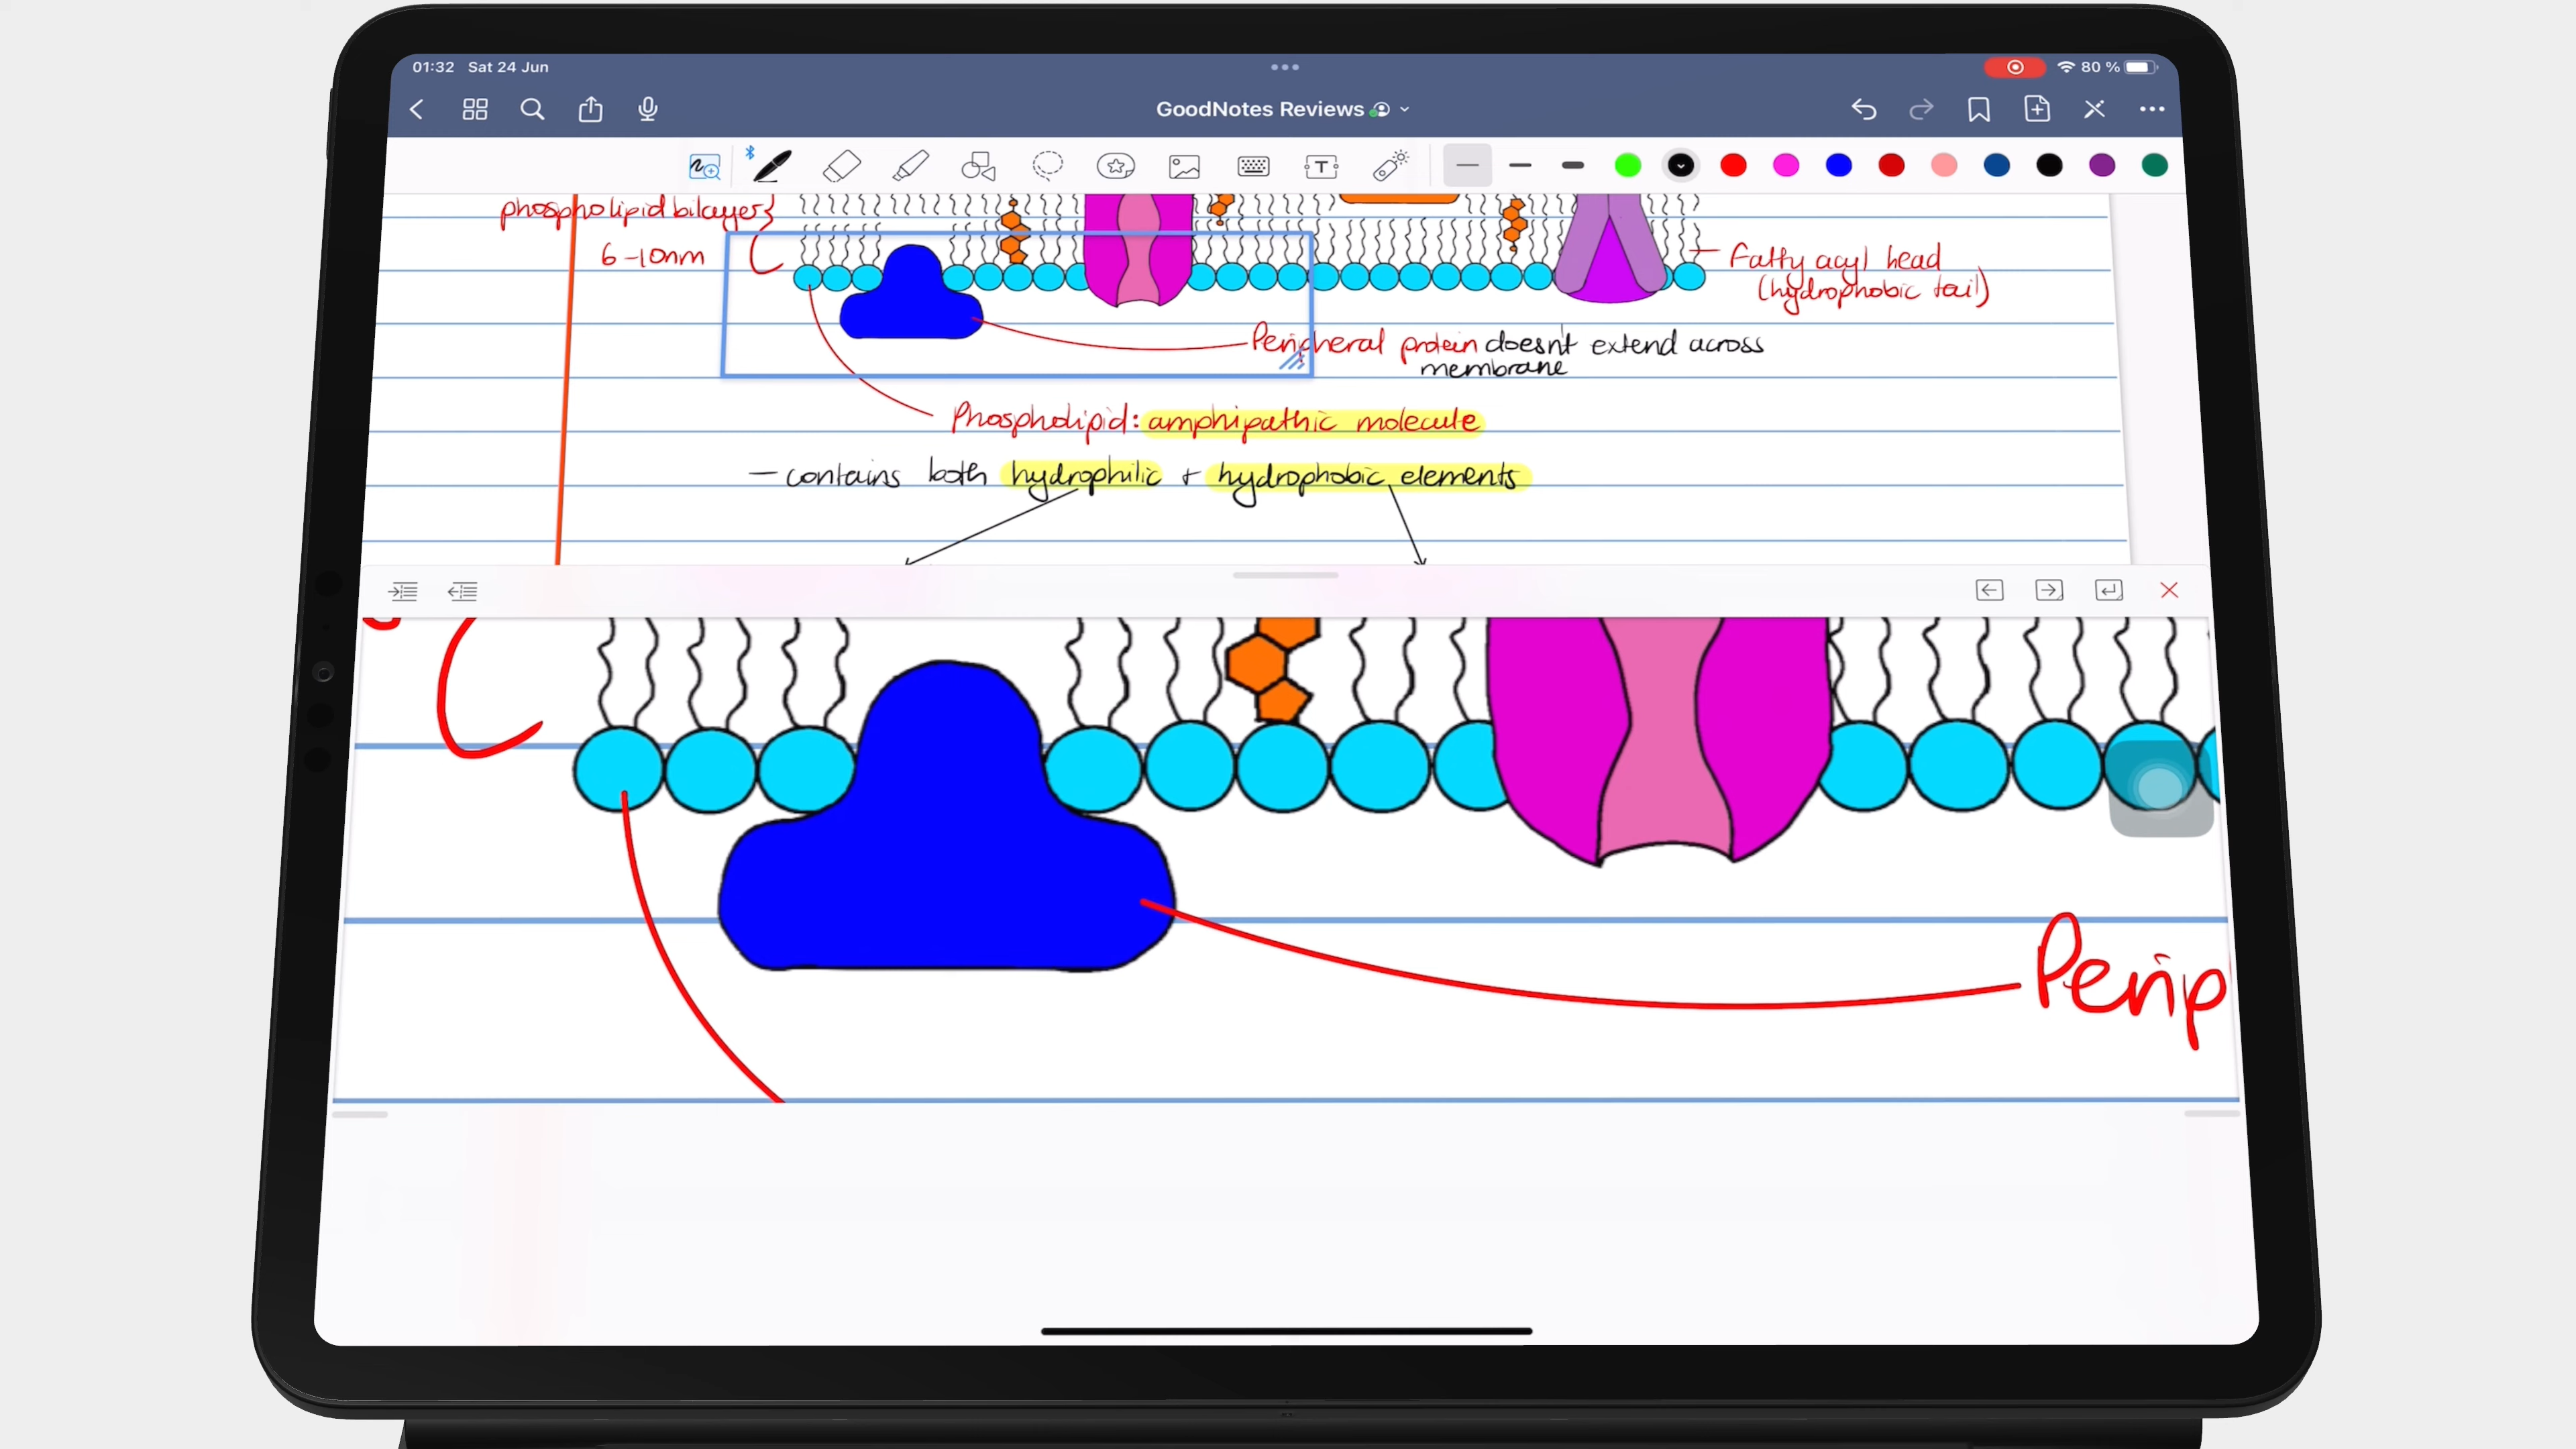 01:32 Sat 24 Jun
80 %
GoodNotes Reviews
T
phospholipid bilayer
6-10nm
Fatty acyl head
(hydrophobic tail)
Peripheral protein doesn't extend across
membrane
Phospholipid: amphipathic molecule
- contains both hydrophilic + hydrophobic elements
Perip